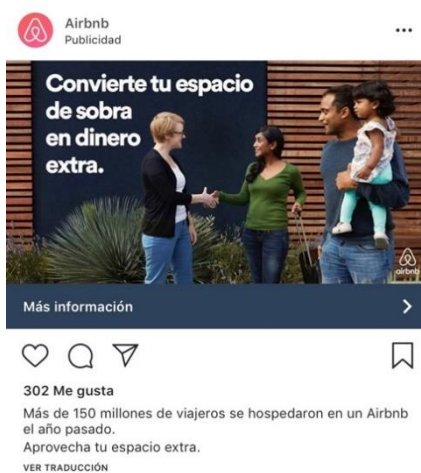 Airbnb
Publicidad
Convierte tu espacio
de sobra
en dinero
extra.
airbnb
Más información
302 Me gusta
Más de 150 millones de viajeros se hospedaron en un Airbnb
el año pasado.
Aprovecha tu espacio extra.
VER TRADUCCIÓN